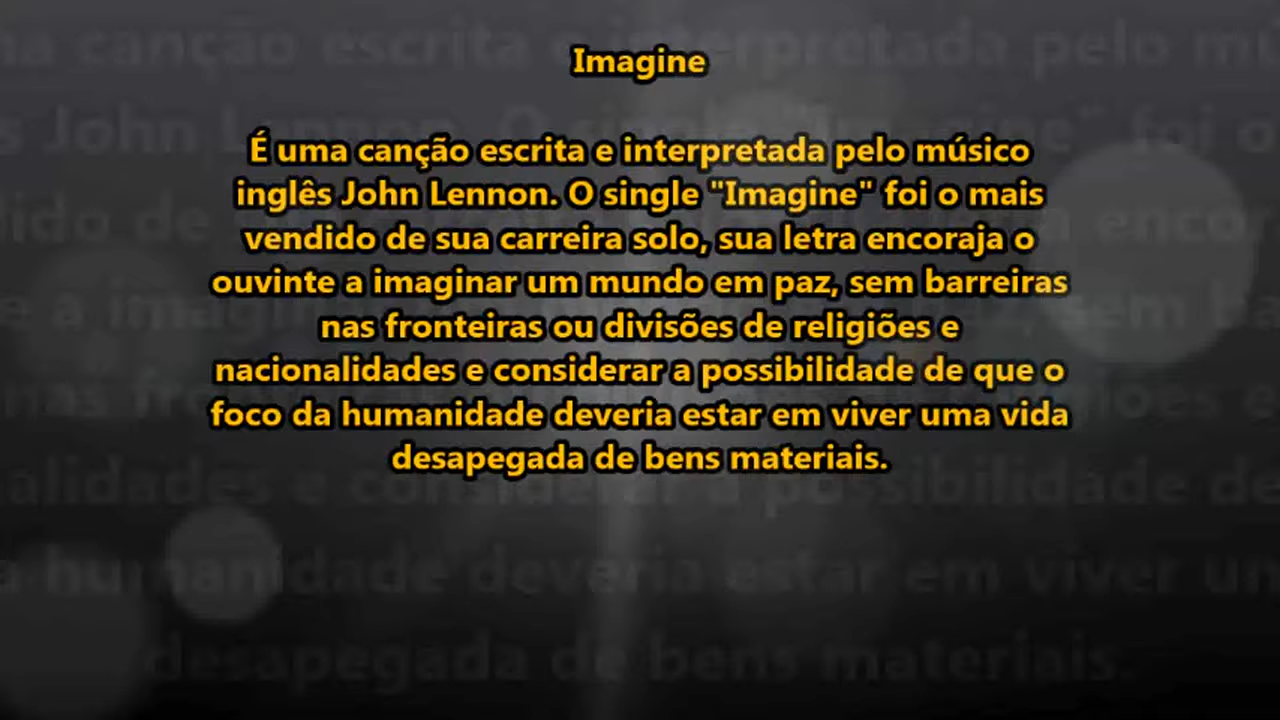 Imagine
É uma canção escrita e interpretada pelo músico
inglês John Lennon. O single "Imagine" foi o mais
vendido de sua carreira solo, sua letra encoraja o
ouvinte a imaginar um mundo em paz, sem barreiras
nas fronteiras ou divisões de religiões e
nacionalidades e considerar a possibilidade de que o
foco da humanidade deveria estar em viver uma vida
desapegada de bens materiais.